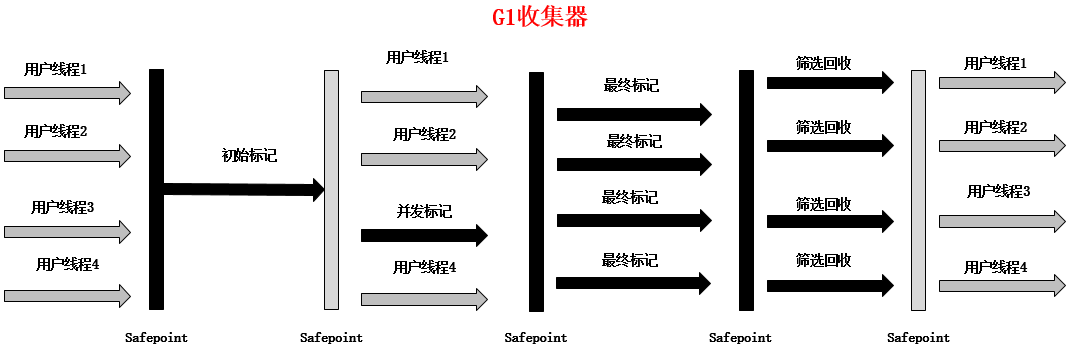 G1收集器
用户线程1
用户线程2
用户线程3
用户线程4
初始标记
用户线程1
用户线程2
并发标记
用户线程4
最终标记
最终标记
最终标记
最终标记
筛选回收
筛选回收
筛选回收
筛选回收
用户线程1
用户线程2
用户线程3
用户线程4
Safepoint
Safepoint
Safepoint
Safepoint
Safepoint